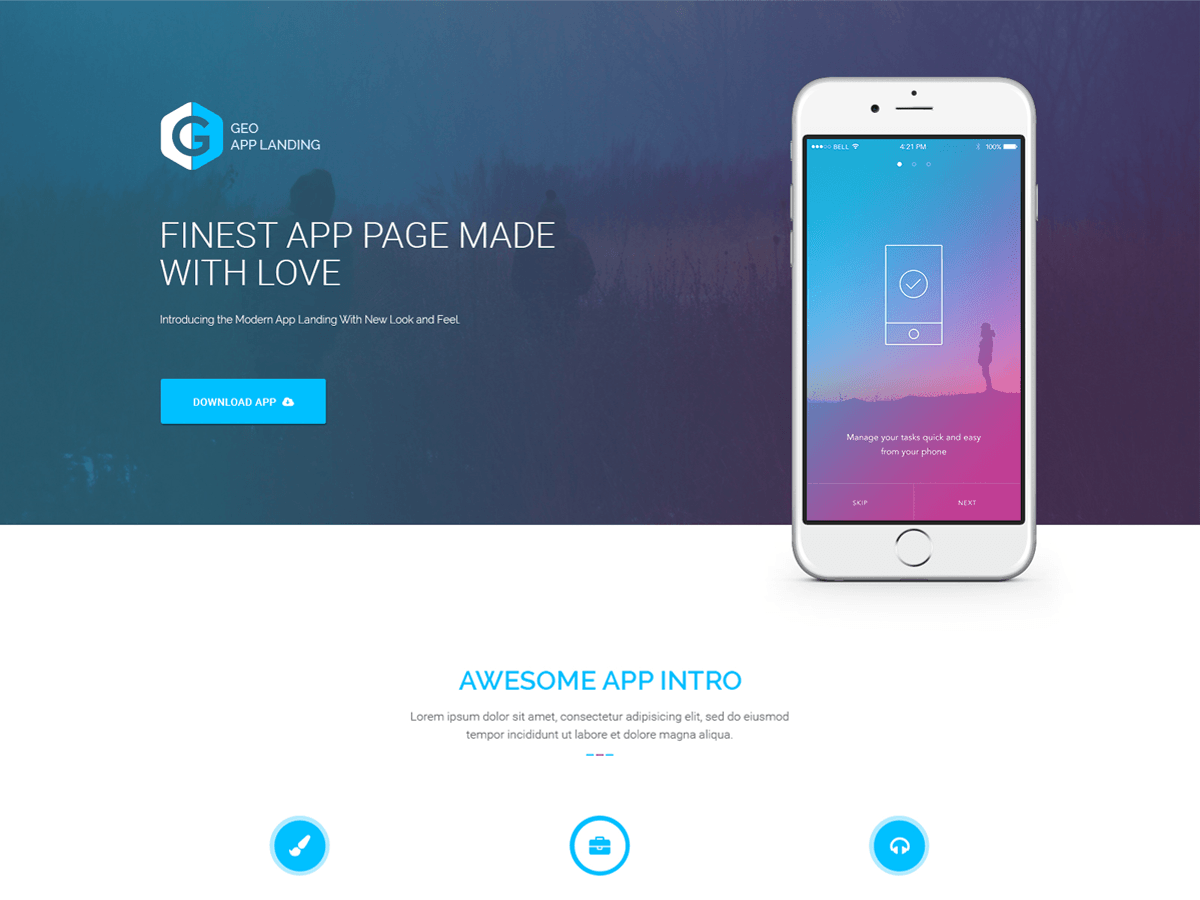 GEO
APP LANDING
FINEST APP PAGE MADE
WITH LOVE
Introducing the Modern App Landing With New Look and Feel.
DOWNLOAD APP
BELL
4:21 PM
100%
Manage your tasks quick and easy
from your phone
SKIP
NEXT
AWESOME APP INTRO
Lorem ipsum dolor sit amet, consectetur adipisicing elit, sed do eiusmod
tempor incididunt ut labore et dolore magna aliqua.